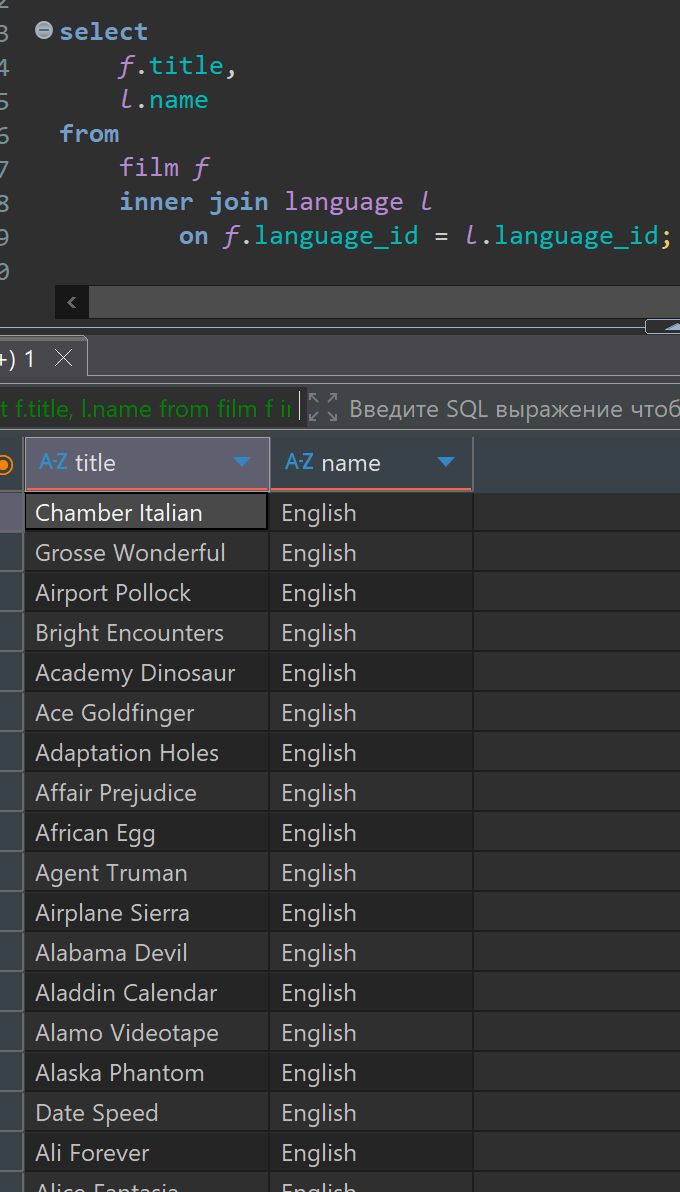 3 select
4 f.title,
5 l.name
6 from
7 film f
8 inner join language l
9 on f.language_id = l.language_id;
0
+) 1
t f.title, l.name from film f in Введите SQL выражение чтоб
A-Z title A-Z name
Chamber Italian English
Grosse Wonderful English
Airport Pollock English
Bright Encounters English
Academy Dinosaur English
Ace Goldfinger English
Adaptation Holes English
Affair Prejudice English
African Egg English
Agent Truman English
Airplane Sierra English
Alabama Devil English
Aladdin Calendar English
Alamo Videotape English
Alaska Phantom English
Date Speed English
Ali Forever English
Alice Fantasia English